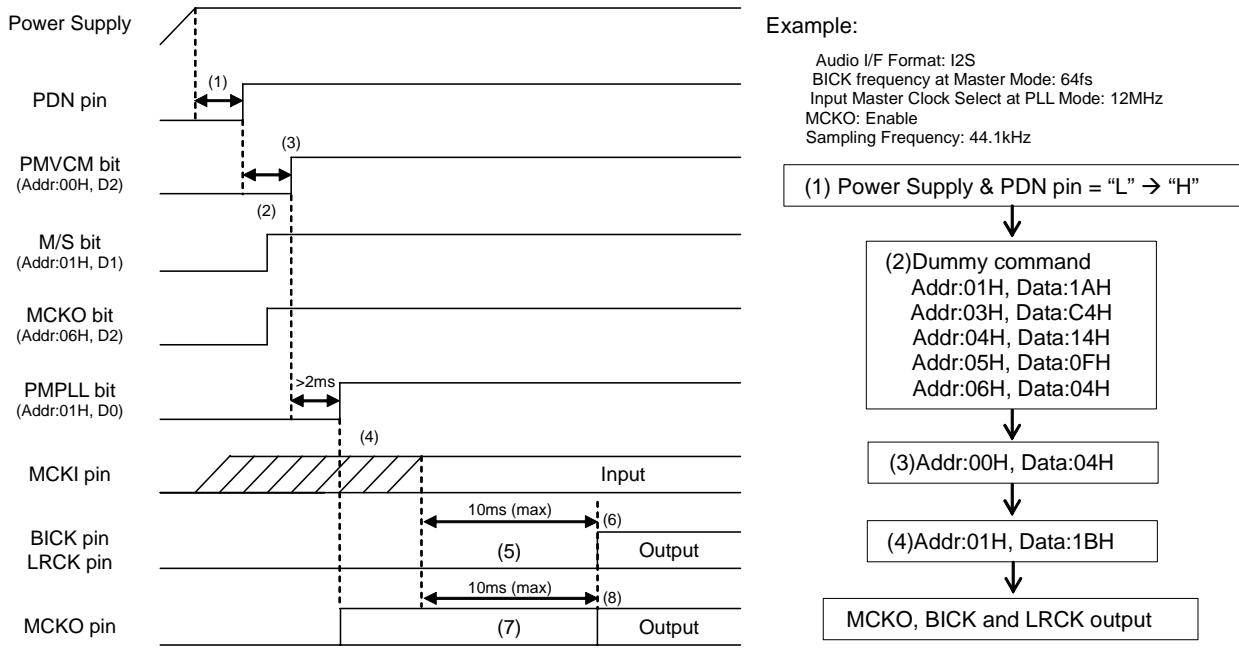 Power Supply
(1)
PDN pin
(3)
PMVCM bit
(Addr:00H, D2)
(2)
M/S bit
(Addr:01H, D1)
MCKO bit
(Addr:06H, D2)
>2ms
PMPLL bit
(Addr:01H, D0)
(4)
MCKI pin
Input
10ms (max)
(6)
BICK pin
LRCK pin
(5)
Output
10ms (max)
(8)
MCKO pin
(7)
Output
Example:
Audio I/F Format: I2S
BICK frequency at Master Mode: 64fs
Input Master Clock Select at PLL Mode: 12MHz
MCKO: Enable
Sampling Frequency: 44.1kHz
(1) Power Supply & PDN pin = “L” → “H”
(2)Dummy command
Addr:01H, Data:1AH
Addr:03H, Data:C4H
Addr:04H, Data:14H
Addr:05H, Data:0FH
Addr:06H, Data:04H
(3)Addr:00H, Data:04H
(4)Addr:01H, Data:1BH
MCKO, BICK and LRCK output